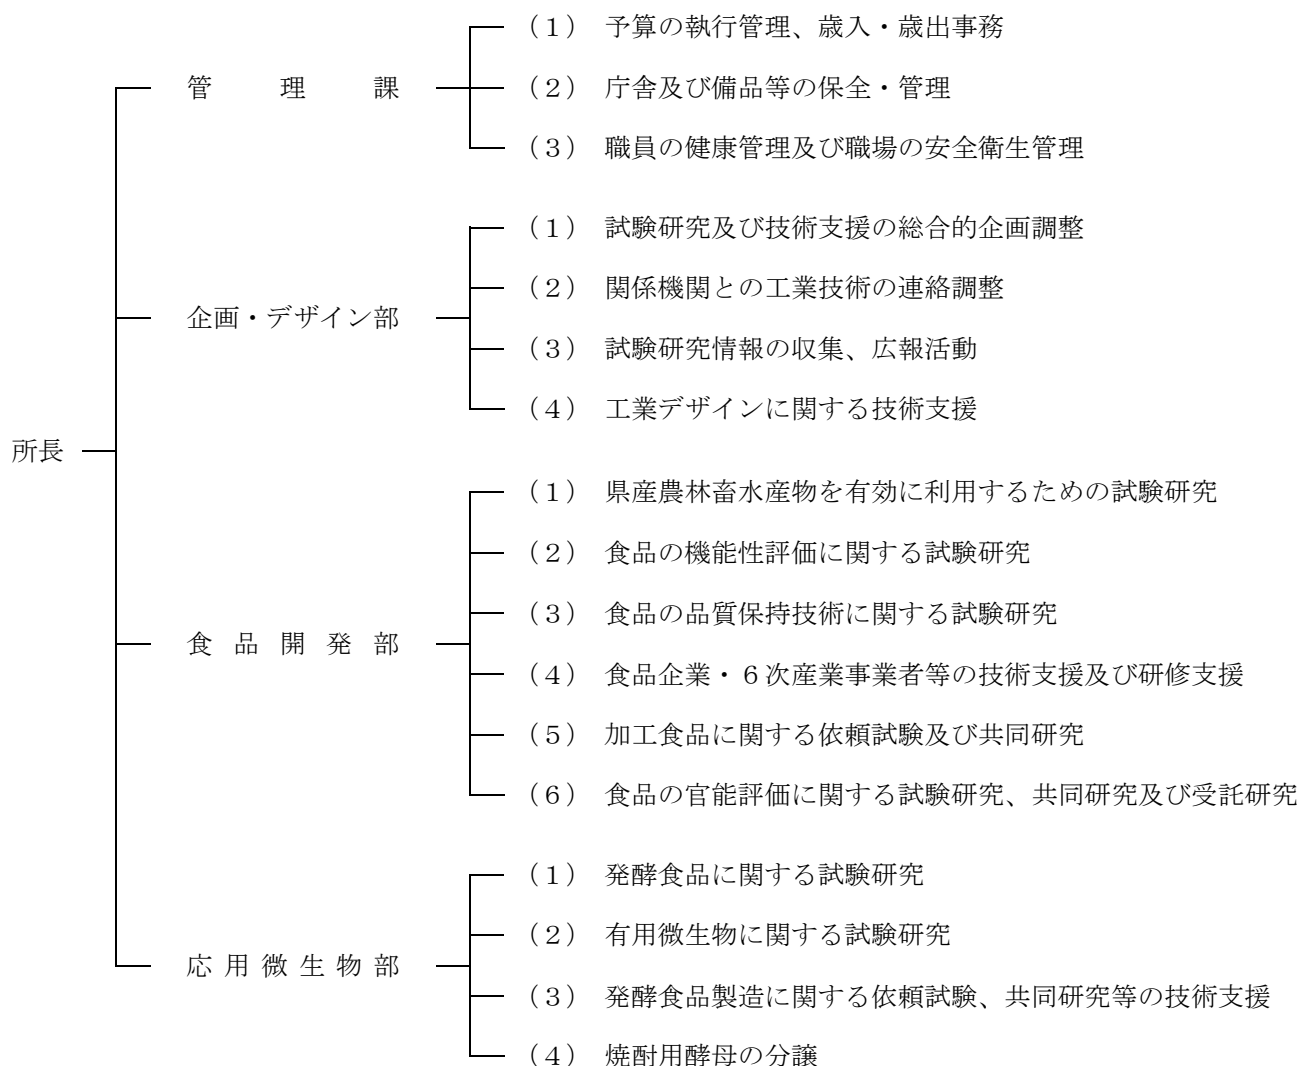 所長
管理課
（１） 予算の執行管理、歳入・歳出事務
（２） 庁舎及び備品等の保全・管理
（３） 職員の健康管理及び職場の安全衛生管理
企画・デザイン部
（１） 試験研究及び技術支援の総合的企画調整
（２） 関係機関との工業技術の連絡調整
（３） 試験研究情報の収集、広報活動
（４） 工業デザインに関する技術支援
食品開発部
（１） 県産農林畜水産物を有効に利用するための試験研究
（２） 食品の機能性評価に関する試験研究
（３） 食品の品質保持技術に関する試験研究
（４） 食品企業・６次産業事業者等の技術支援及び研修支援
（５） 加工食品に関する依頼試験及び共同研究
（６） 食品の官能評価に関する試験研究、共同研究及び受託研究
応用微生物部
（１） 発酵食品に関する試験研究
（２） 有用微生物に関する試験研究
（３） 発酵食品製造に関する依頼試験、共同研究等の技術支援
（４） 焼酎用酵母の分譲